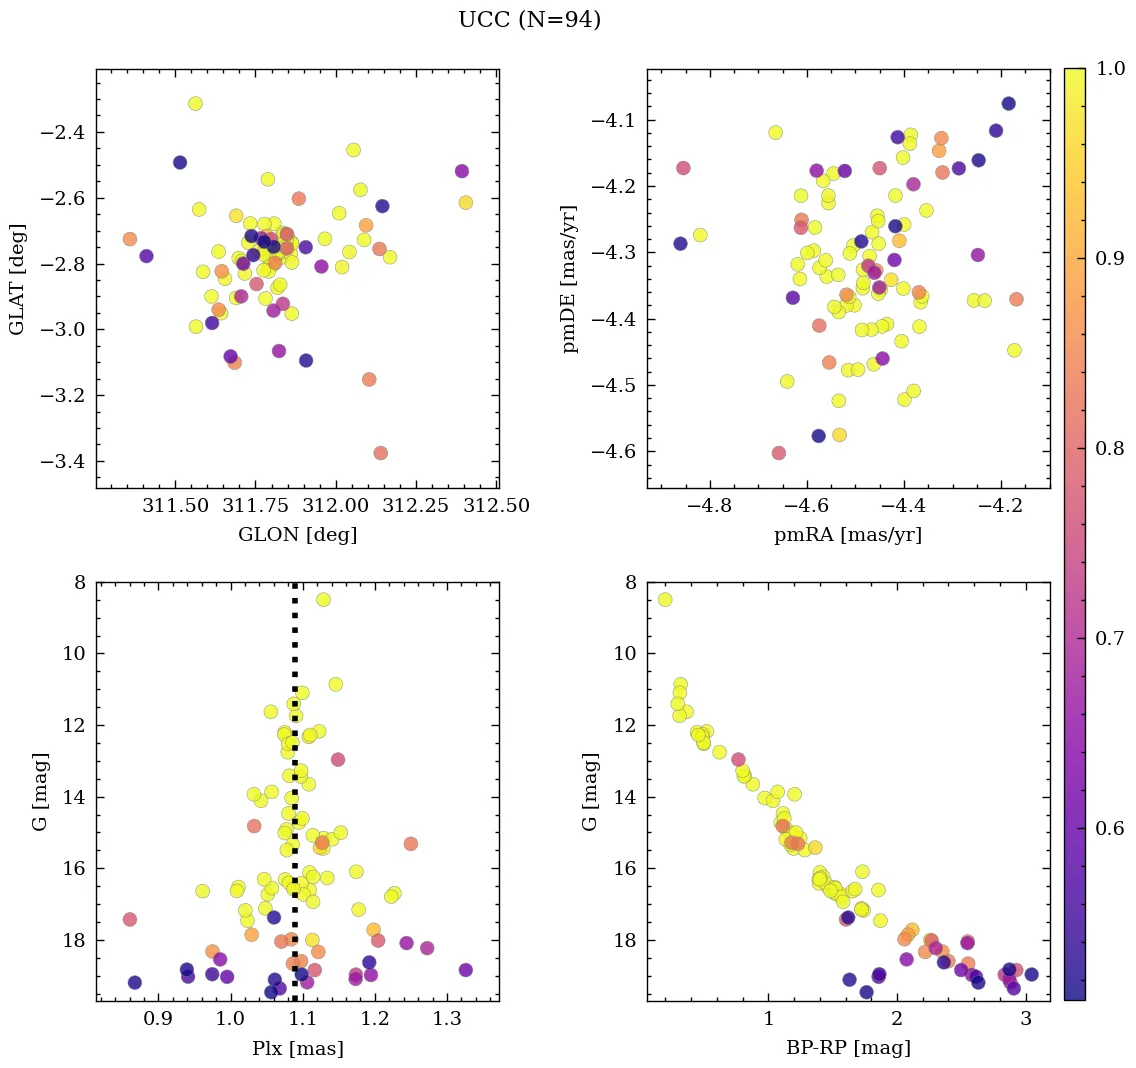 UCC (N=94)
−2.4
−2.6
−2.8
−3.0
−3.2
−3.4
GLAT [deg]
311.50 311.75 312.00 312.25 312.50
GLON [deg]
−4.1
−4.2
−4.3
−4.4
−4.5
−4.6
pmDE [mas/yr]
−4.8 −4.6 −4.4 −4.2
pmRA [mas/yr]
1.0
0.9
0.8
0.7
0.6
8
10
12
14
16
18
G [mag]
0.9 1.0 1.1 1.2 1.3
Plx [mas]
8
10
12
14
16
18
G [mag]
1 2 3
BP-RP [mag]